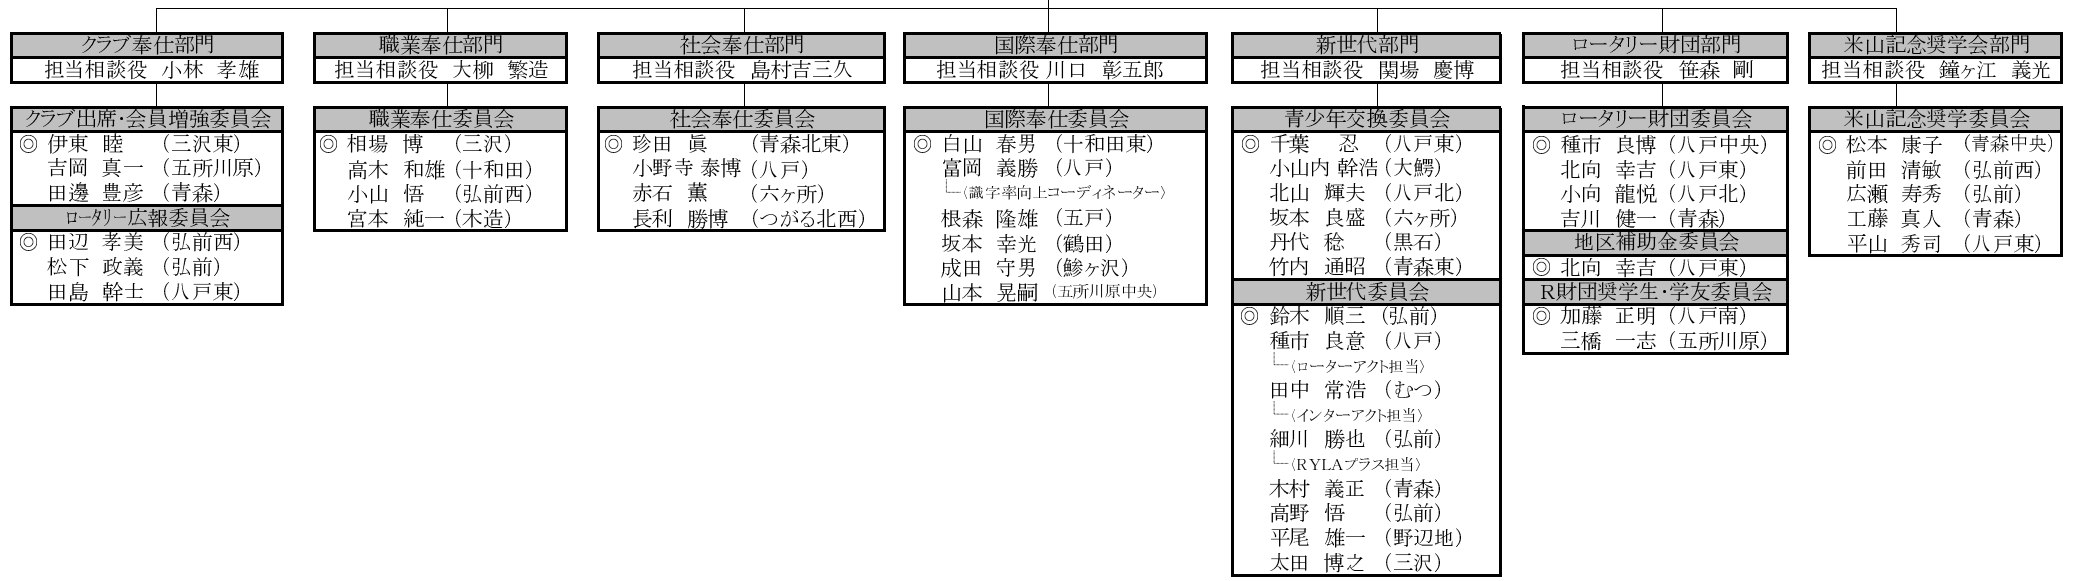 クラブ奉仕部門
担当相談役 小林 孝雄
クラブ出席・会員増強委員会
◎ 伊東 睦 (三沢東)
吉岡 真一 (五所川原)
田邊 豊彦 (青森)
ロータリー広報委員会
◎ 田辺 孝美 (弘前西)
松下 政義 (弘前)
田島 幹士 (八戸東)
職業奉仕部門
担当相談役 大柳 繁造
職業奉仕委員会
◎ 相場 博 (三沢)
高木 和雄 (十和田)
小山 悟 (弘前西)
宮本 純一 (木造)
社会奉仕部門
担当相談役 島村吉三久
社会奉仕委員会
◎ 珍田 眞 (青森北東)
小野寺 泰博 (八戸)
赤石 薫 (六ヶ所)
長利 勝博 (つがる北西)
国際奉仕部門
担当相談役 川口 彰五郎
国際奉仕委員会
◎ 白山 春男 (十和田東)
富岡 義勝 (八戸)
〈識字率向上コーディネーター〉
根森 隆雄 (五戸)
坂本 幸光 (鶴田)
成田 守男 (鰺ヶ沢)
山本 晃嗣 (五所川原中央)
新世代部門
担当相談役 関場 慶博
青少年交換委員会
◎ 千葉 忍 (八戸東)
小山内 幹浩 (大鰐)
北山 輝夫 (八戸北)
坂本 良盛 (六ヶ所)
丹代 稔 (黒石)
竹内 通昭 (青森東)
新世代委員会
◎ 鈴木 順三 (弘前)
種市 良意 (八戸)
〈ローターアクト担当〉
田中 常浩 (むつ)
〈インターアクト担当〉
細川 勝也 (弘前)
〈RYLAプラス担当〉
木村 義正 (青森)
高野 悟 (弘前)
平尾 雄一 (野辺地)
太田 博之 (三沢)
ロータリー財団部門
担当相談役 笹森 剛
ロータリー財団委員会
◎ 種市 良博 (八戸中央)
北向 幸吉 (八戸東)
小向 龍悦 (八戸北)
吉川 健一 (青森)
地区補助金委員会
◎ 北向 幸吉 (八戸東)
R財団奨学生・学友委員会
◎ 加藤 正明 (八戸南)
三橋 一志 (五所川原)
米山記念奨学会部門
担当相談役 鐘ヶ江 義光
米山記念奨学委員会
◎ 松本 康子 (青森中央)
前田 清敏 (弘前西)
広瀬 寿秀 (弘前)
工藤 真人 (青森)
平山 秀司 (八戸東)